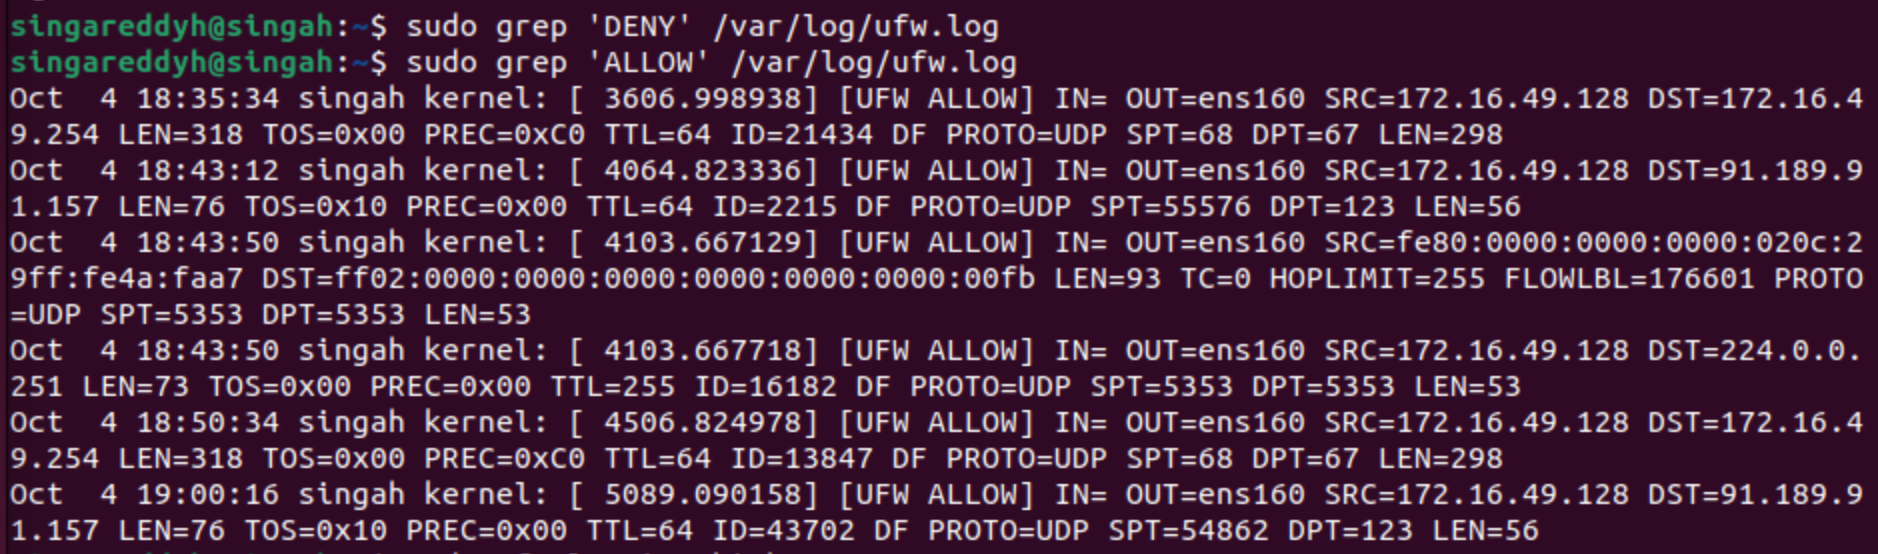 singareddyh@singah:~$ sudo grep 'DENY' /var/log/ufw.log
singareddyh@singah:~$ sudo grep 'ALLOW' /var/log/ufw.log
Oct  4 18:35:34 singah kernel: [ 3606.998938] [UFW ALLOW] IN= OUT=ens160 SRC=172.16.49.128 DST=172.16.4
9.254 LEN=318 TOS=0x00 PREC=0xC0 TTL=64 ID=21434 DF PROTO=UDP SPT=68 DPT=67 LEN=298
Oct  4 18:43:12 singah kernel: [ 4064.823336] [UFW ALLOW] IN= OUT=ens160 SRC=172.16.49.128 DST=91.189.9
1.157 LEN=76 TOS=0x10 PREC=0x00 TTL=64 ID=2215 DF PROTO=UDP SPT=55576 DPT=123 LEN=56
Oct  4 18:43:50 singah kernel: [ 4103.667129] [UFW ALLOW] IN= OUT=ens160 SRC=fe80:0000:0000:0000:020c:2
9ff:fe4a:faa7 DST=ff02:0000:0000:0000:0000:0000:0000:00fb LEN=93 TC=0 HOPLIMIT=255 FLOWLBL=176601 PROTO
=UDP SPT=5353 DPT=5353 LEN=53
Oct  4 18:43:50 singah kernel: [ 4103.667718] [UFW ALLOW] IN= OUT=ens160 SRC=172.16.49.128 DST=224.0.0.
251 LEN=73 TOS=0x00 PREC=0x00 TTL=255 ID=16182 DF PROTO=UDP SPT=5353 DPT=5353 LEN=53
Oct  4 18:50:34 singah kernel: [ 4506.824978] [UFW ALLOW] IN= OUT=ens160 SRC=172.16.49.128 DST=172.16.4
9.254 LEN=318 TOS=0x00 PREC=0xC0 TTL=64 ID=13847 DF PROTO=UDP SPT=68 DPT=67 LEN=298
Oct  4 19:00:16 singah kernel: [ 5089.090158] [UFW ALLOW] IN= OUT=ens160 SRC=172.16.49.128 DST=91.189.9
1.157 LEN=76 TOS=0x10 PREC=0x00 TTL=64 ID=43702 DF PROTO=UDP SPT=54862 DPT=123 LEN=56